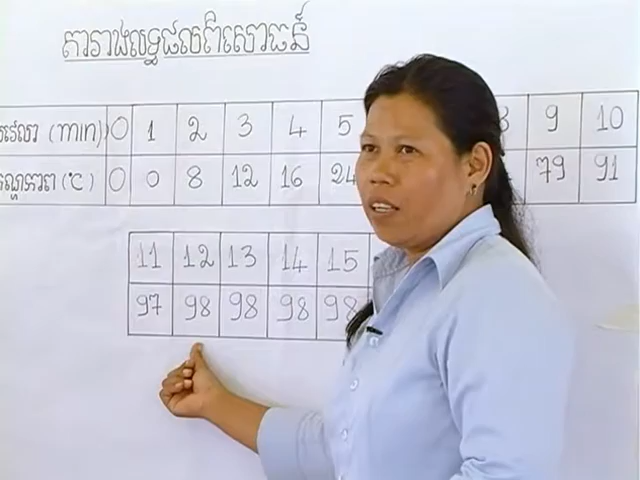 តារាងលទ្ធផលពិសោធន៍
(min) 0 1 2 3 4 5 9 10
(°C) 0 0 8 12 16 24 79 91
11 12 13 14 15
97 98 98 98 98